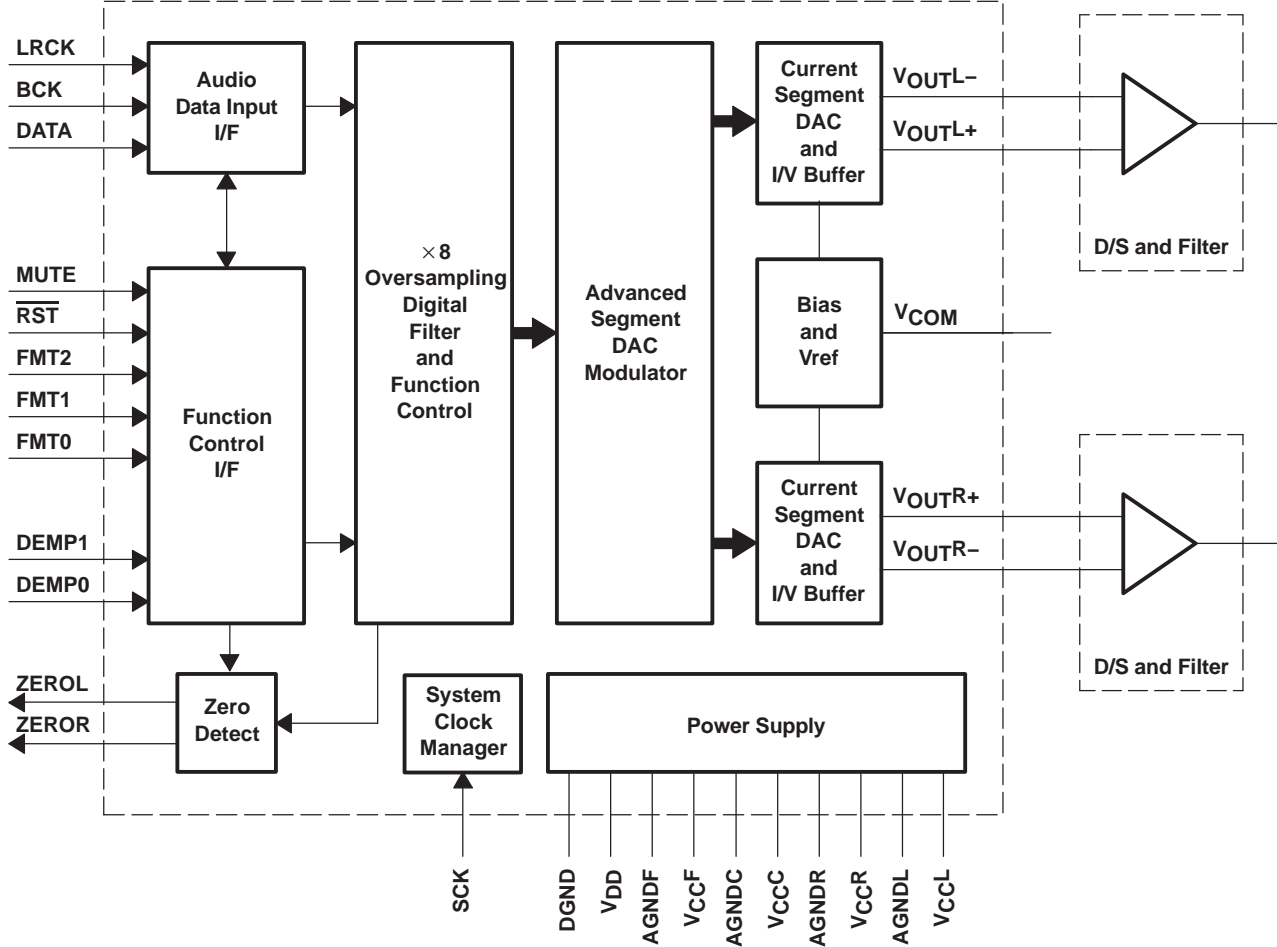 LRCK
BCK
DATA
Audio
Data Input
I/F
MUTE
RST
FMT2
FMT1
FMT0
DEMP1
DEMP0
Function
Control
I/F
ZEROL
ZEROR
Zero
Detect
×8
Oversampling
Digital
Filter
and
Function
Control
System
Clock
Manager
SCK
Advanced
Segment
DAC
Modulator
Current
Segment
DAC
and
I/V Buffer
VOUTL–
VOUTL+
D/S and Filter
Bias
and
Vref
VCOM
Current
Segment
DAC
and
I/V Buffer
VOUTR+
VOUTR–
D/S and Filter
Power Supply
DGND
VDD
AGNDF
VCCF
AGNDC
VCCC
AGNDR
VCCR
AGNDL
VCCL